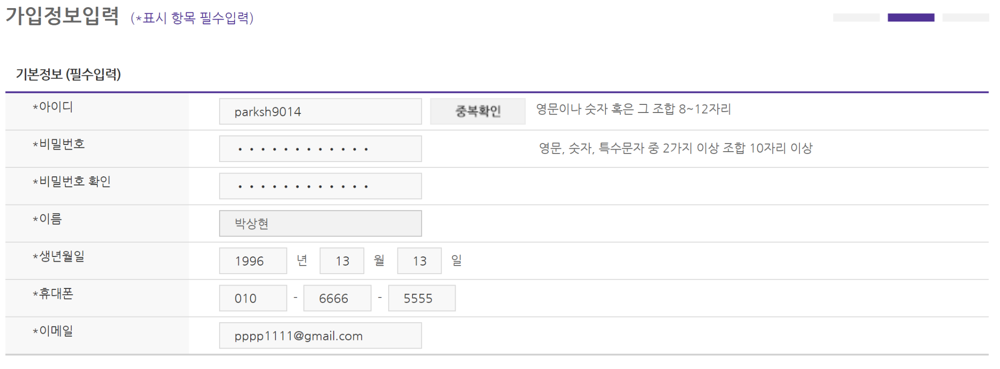 가입정보입력 (*표시 항목 필수입력)
기본정보 (필수입력)
*아이디 parksh9014 중복확인 영문이나 숫자 혹은 그 조합 8~12자리
*비밀번호 ············ 영문, 숫자, 특수문자 중 2가지 이상 조합 10자리 이상
*비밀번호 확인 ············
*이름 박상현
*생년월일 1996 년 13 월 13 일
*휴대폰 010 - 6666 - 5555
*이메일 pppp1111@gmail.com